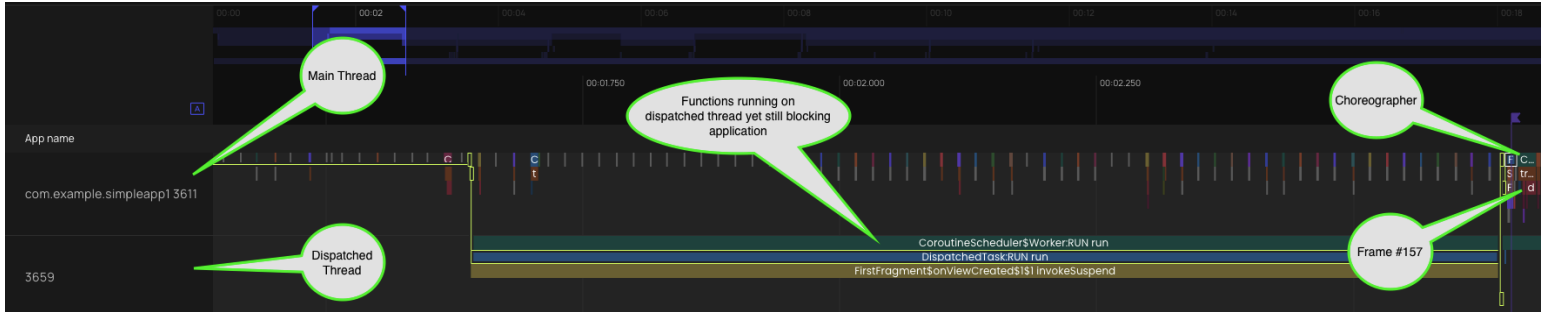 00:00
00:02
00:04
00:06
00:08
00:10
00:12
00:14
00:16
00:18
Main Thread
A
00:01.750
00:02.000
00:02.250
Functions running on
dispatched thread yet still blocking
application
Choreographer
App name
C
C
F
C...
t
S
tr...
F
d
com.example.simpleapp1 3611
CoroutineScheduler$Worker:RUN run
Dispatched
Thread
DispatchedTask:RUN run
Frame #157
FirstFragment$onViewCreated$1$1 invokeSuspend
3659